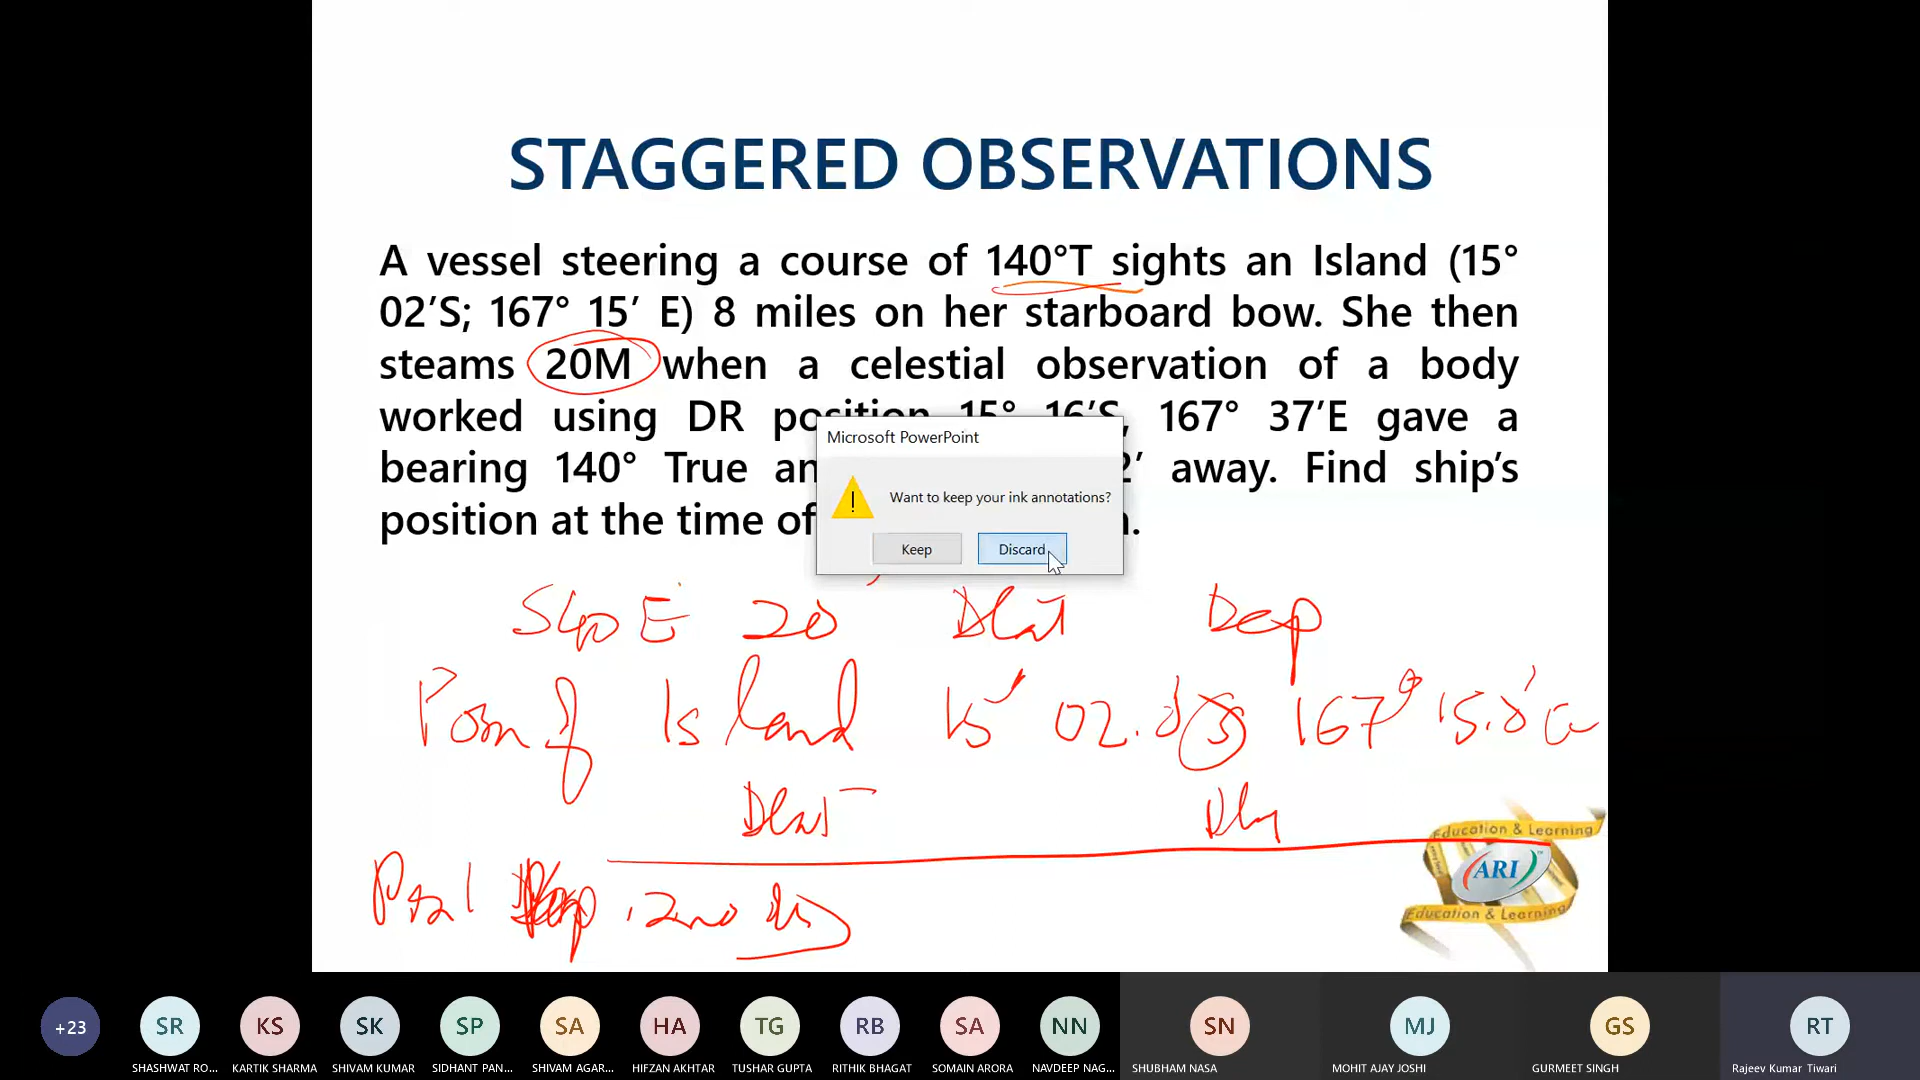 STAGGERED OBSERVATIONS
A vessel steering a course of 140°T sights an Island (15°
02’S; 167° 15’ E) 8 miles on her starboard bow. She then
steams 20M when a celestial observation of a body
worked using DR position 15° 16’S, 167° 37’E gave a
bearing 140° True an 2’ away. Find ship’s
position at the time of
Microsoft PowerPoint
Want to keep your ink annotations?
Keep Discard
E 20' Dlat Dep
Posn of Island 15° 02.0' S 167° 15.0' E
Dlat
Education & Learning
ARI
Education & Learning
+23 SR KS SK SP SA HA TG RB SA NN SN MJ GS RT
SHASHWAT RO... KARTIK SHARMA SHIVAM KUMAR SIDHANT PAN... SHIVAM AGAR... HIFZAN AKHTAR TUSHAR GUPTA RITHIK BHAGAT SOMAIN ARORA NAVDEEP NAG... SHUBHAM NASA MOHIT AJAY JOSHI GURMEET SINGH Rajeev Kumar Tiwari